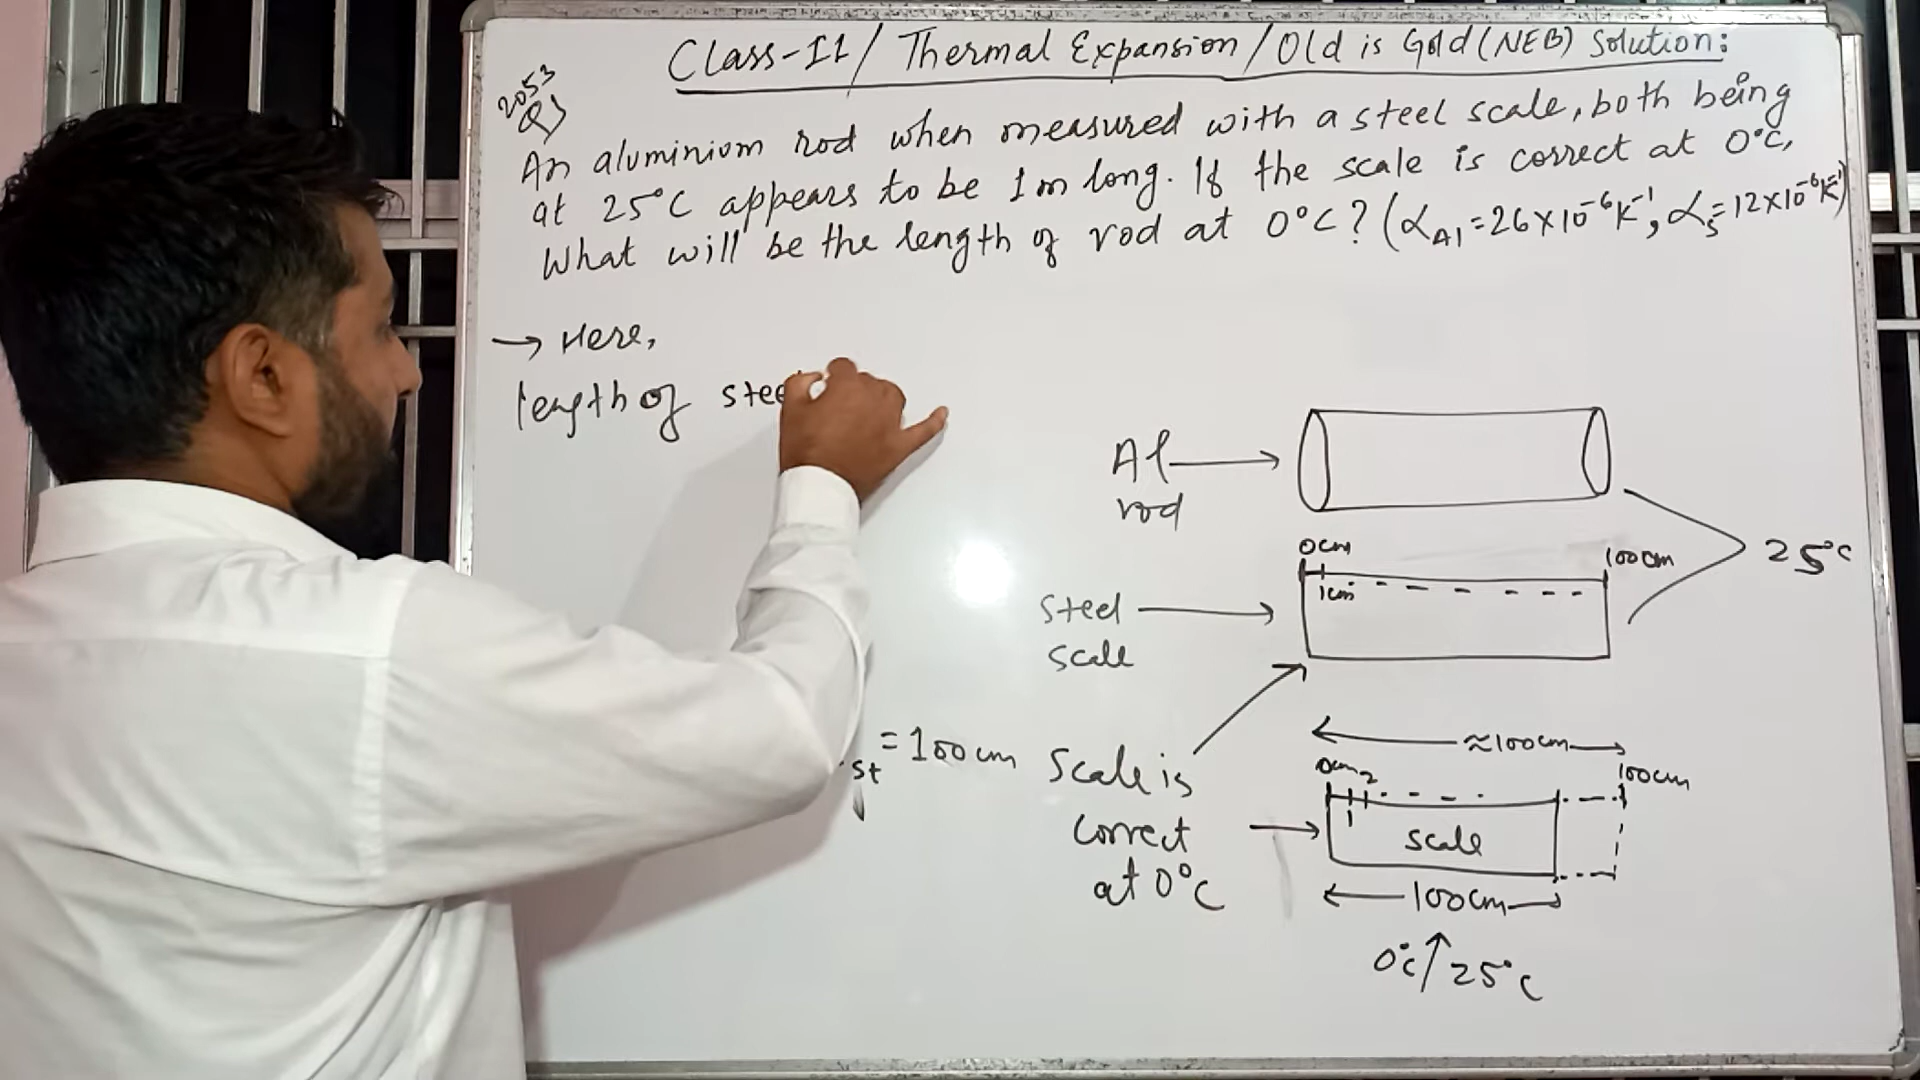 Class-11/ Thermal Expansion/Old is Gold(NEB) Solution:
2053
Q)
An aluminium rod when measured with a steel scale, both being
at 25°C appears to be 1m long. If the scale is correct at 0°C,
What will be the length of rod at 0°C? (αAl=26×10⁻⁶K⁻¹, αs=12×10⁻⁶K⁻¹)
→ Here,
length of stee
Al
rod
0cm
100cm
1cm
25°C
Steel
scale
st = 100cm
Scale is
correct
at 0°C
≈100cm
0cm 2
100cm
1
scale
100cm
0°C ↑ 25°C